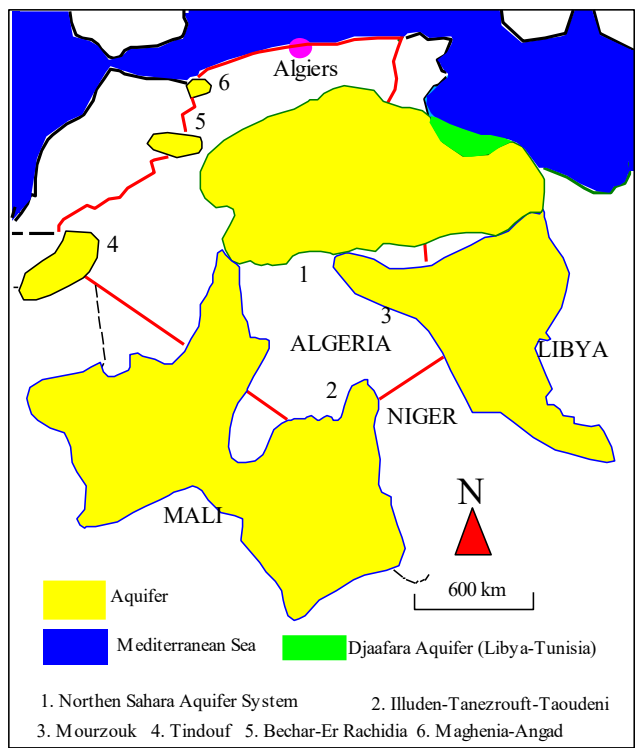 Algiers
6
5
4
1
3
ALGERIA
LIBYA
2
NIGER
N
MALI
600 km
Aquifer
Mediterranean Sea
Djaafara Aquifer (Libya-Tunisia)
1. Northen Sahara Aquifer System 2. Illuden-Tanezrouft-Taoudeni
3. Mourzouk 4. Tindouf 5. Bechar-Er Rachidia 6. Maghenia-Angad